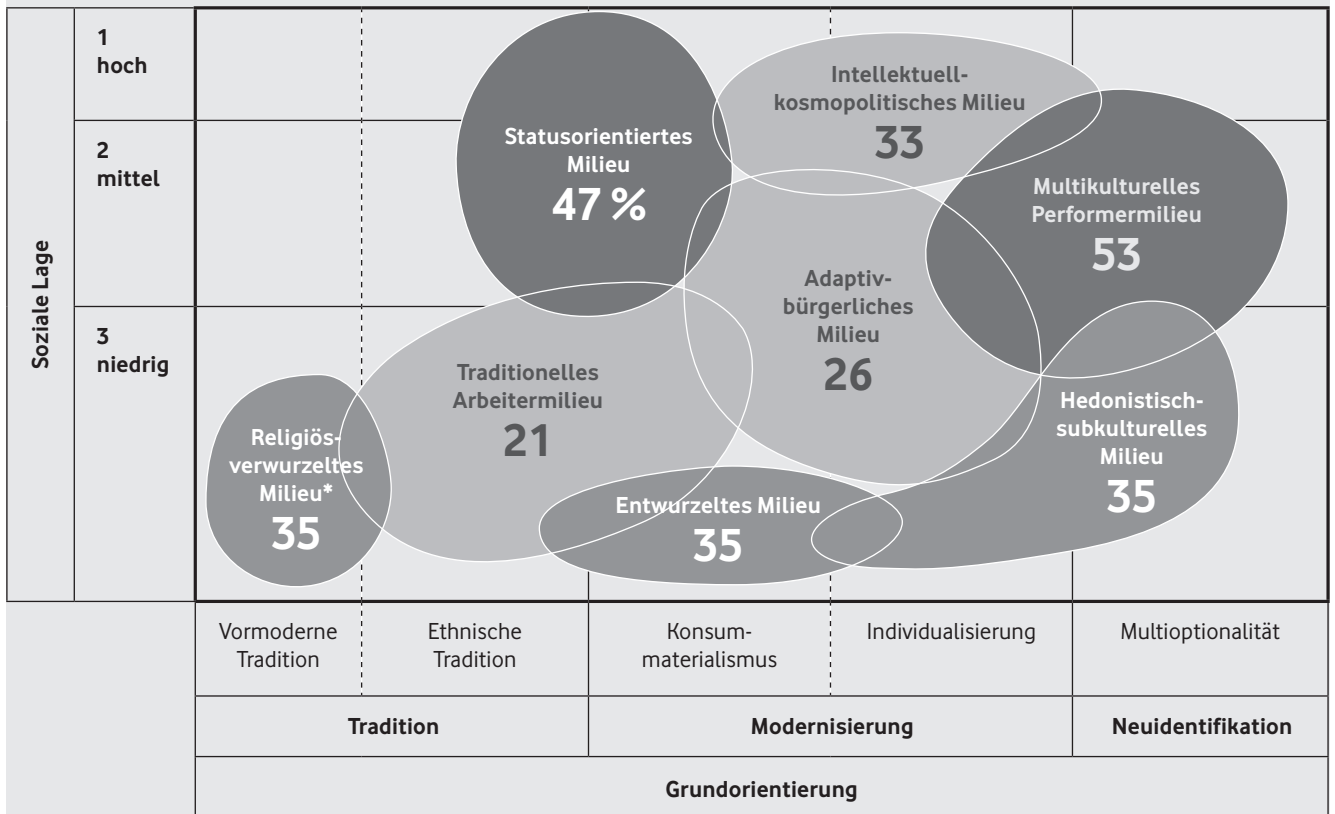 Soziale Lage
1
hoch
2
mittel
3
niedrig
Statusorientiertes
Milieu
47 %
Intellektuell-
kosmopolitisches Milieu
33
Multikulturelles
Performermilieu
53
Adaptiv-
bürgerliches
Milieu
26
Traditionelles
Arbeitermilieu
21
Religiös-
verwurzeltes
Milieu*
35
Entwurzeltes Milieu
35
Hedonistisch-
subkulturelles
Milieu
35
Vormoderne
Tradition
Ethnische
Tradition
Konsum-
materialismus
Individualisierung
Multioptionalität
Tradition
Modernisierung
Neuidentifikation
Grundorientierung